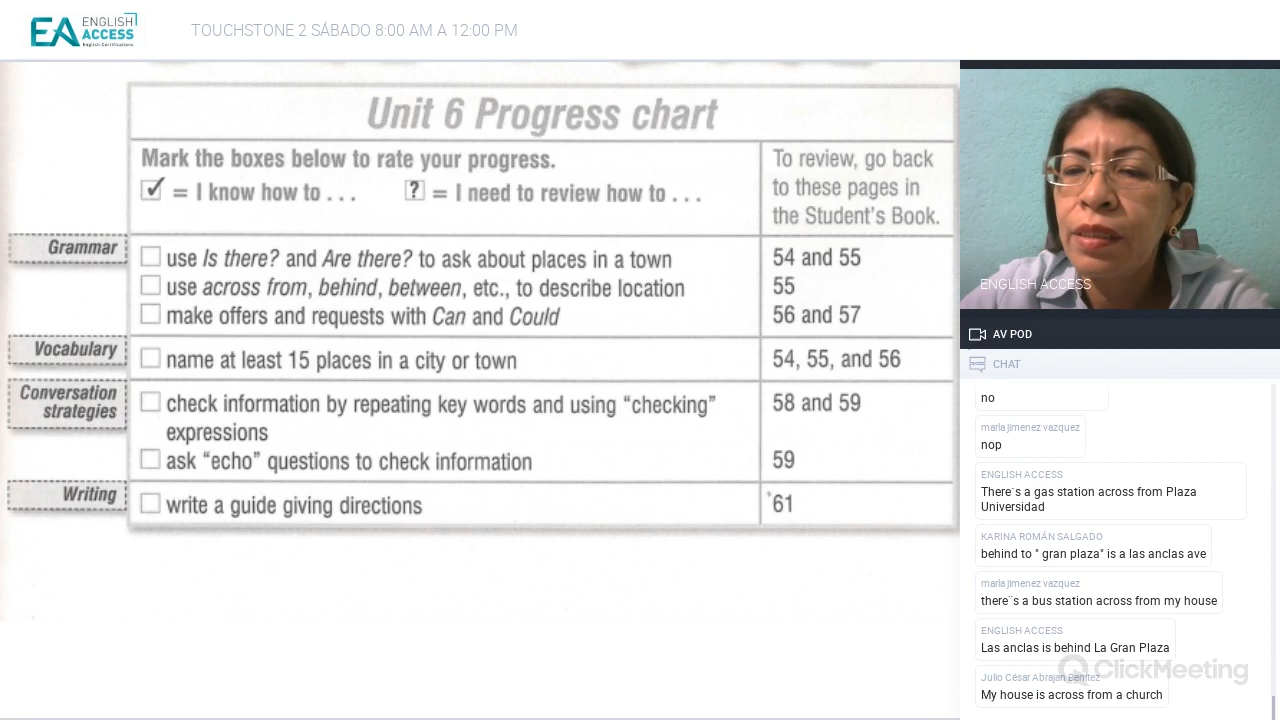 EA ENGLISH ACCESS English Certifications
TOUCHSTONE 2 SÁBADO 8:00 AM A 12:00 PM
Unit 6 Progress chart
Mark the boxes below to rate your progress.
✓ = I know how to . . .   ? = I need to review how to . . .
To review, go back
to these pages in
the Student's Book.
Grammar
use Is there? and Are there? to ask about places in a town 54 and 55
use across from, behind, between, etc., to describe location 55
make offers and requests with Can and Could 56 and 57
Vocabulary
name at least 15 places in a city or town 54, 55, and 56
Conversation
strategies
check information by repeating key words and using “checking” 58 and 59
expressions
ask “echo” questions to check information 59
Writing
write a guide giving directions 61
ENGLISH ACCESS
AV POD
CHAT
no
marla jimenez vazquez
nop
ENGLISH ACCESS
There´s a gas station across from Plaza
Universidad
KARINA ROMÁN SALGADO
behind to " gran plaza" is a las anclas ave
marla jimenez vazquez
there¨s a bus station across from my house
ENGLISH ACCESS
Las anclas is behind La Gran Plaza
Julio César Abrajan Benitez
My house is across from a church
ClickMeeting